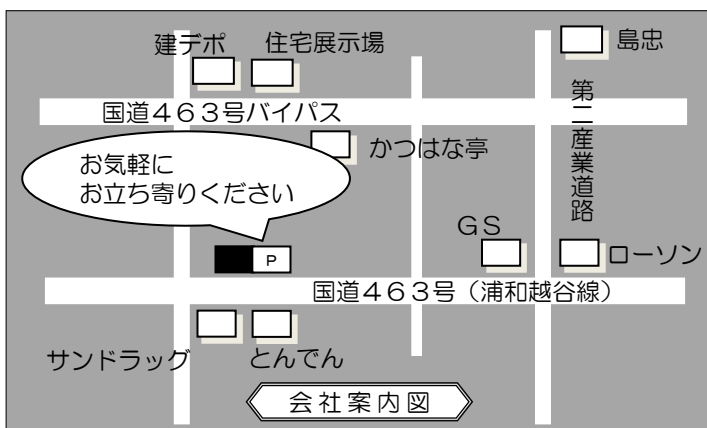 建デポ
住宅展示場
島忠
国道４６３号バイパス
第二産業道路
かつはな亭
お気軽に
お立ち寄りください
ＧＳ
P
ローソン
国道４６３号（浦和越谷線）
サンドラッグ
とんでん
会社案内図